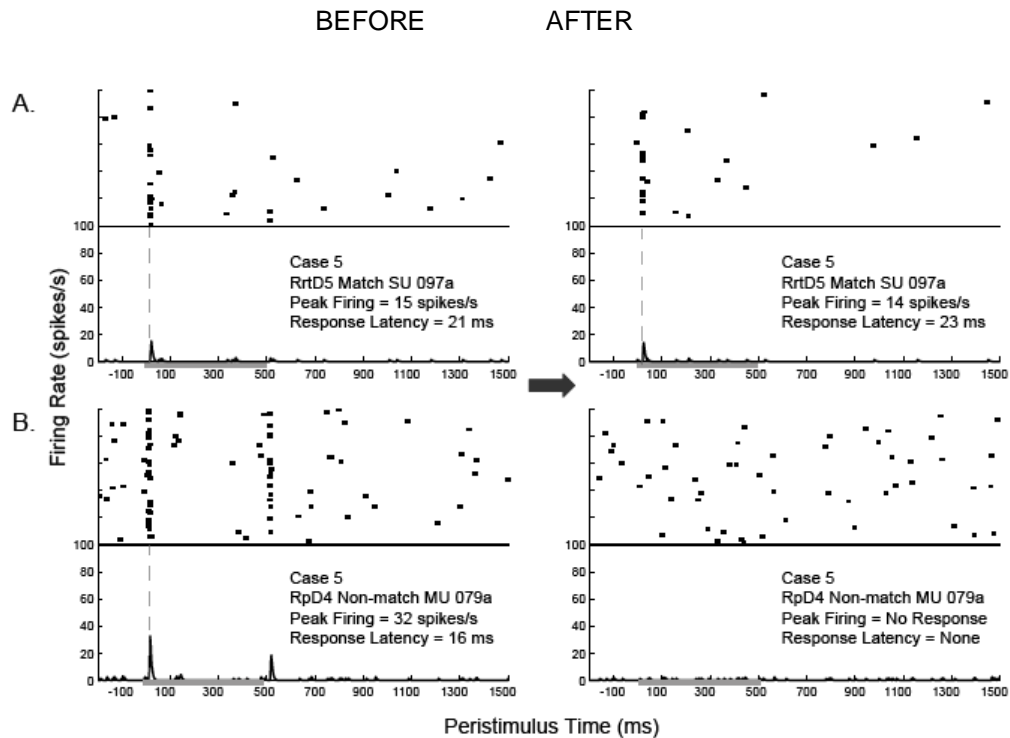 BEFORE AFTER
A.
100
80
60
40
20
0
Case 5
RrtD5 Match SU 097a
Peak Firing = 15 spikes/s
Response Latency = 21 ms
-100 100 300 500 700 900 1100 1300 1500
100
Case 5
RrtD5 Match SU 097a
Peak Firing = 14 spikes/s
Response Latency = 23 ms
80
60
40
20
0
-100 100 300 500 700 900 1100 1300 1500
Firing Rate (spikes/s)
B.
100
80
60
40
20
0
Case 5
RpD4 Non-match MU 079a
Peak Firing = 32 spikes/s
Response Latency = 16 ms
-100 100 300 500 700 900 1100 1300 1500
100
80
60
40
20
0
Case 5
RpD4 Non-match MU 079a
Peak Firing = No Response
Response Latency = None
-100 100 300 500 700 900 1100 1300 1500
Peristimulus Time (ms)